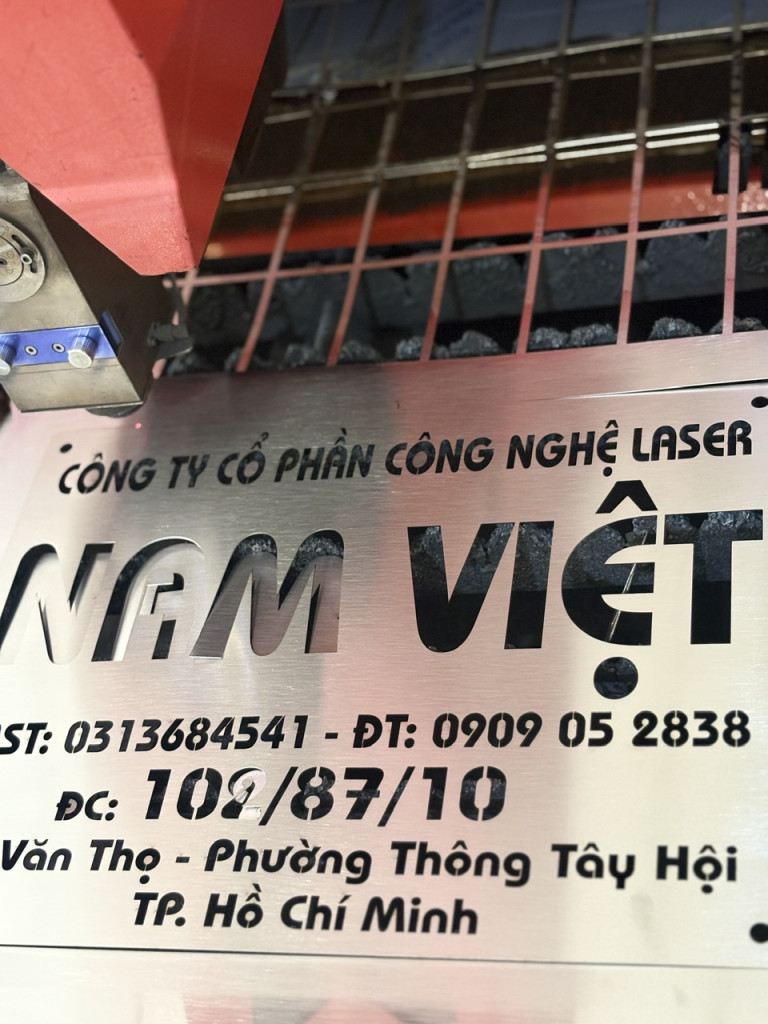 CÔNG TY CỔ PHẦN CÔNG NGHỆ LASER
NAM VIỆT
ST: 0313684541 - ĐT: 0909 05 2838
ĐC: 102/87/10
Văn Thọ - Phường Thông Tây Hội
TP. Hồ Chí Minh